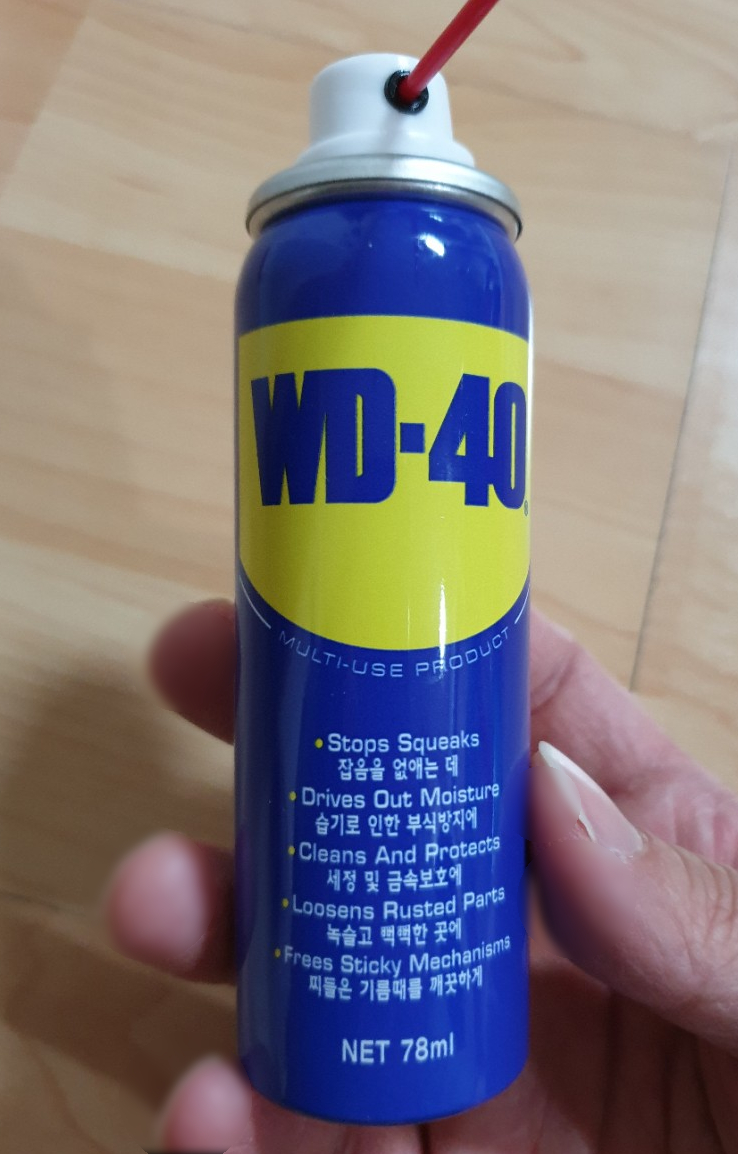 WD-40®
MULTI-USE PRODUCT
•Stops Squeaks
잡음을 없애는 데
•Drives Out Moisture
습기로 인한 부식방지에
•Cleans And Protects
세정 및 금속보호에
•Loosens Rusted Parts
녹슬고 빽빽한 곳에
•Frees Sticky Mechanisms
찌들은 기름때를 깨끗하게
NET 78ml